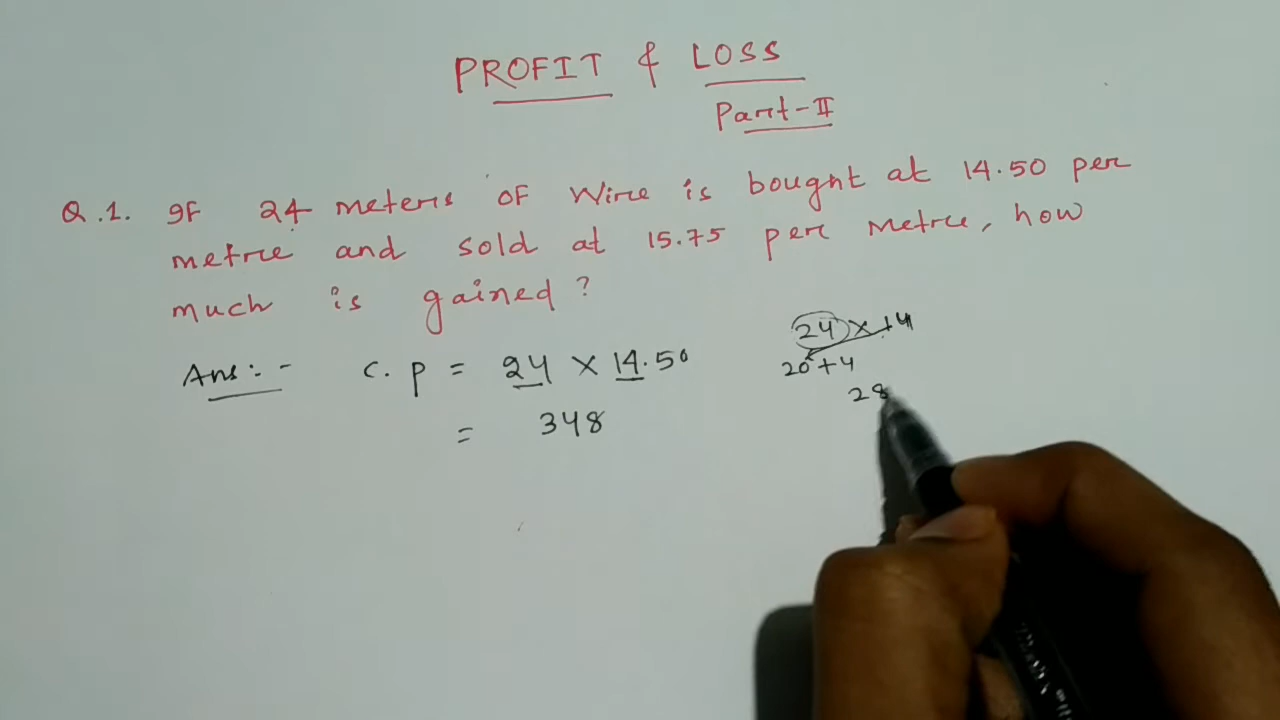 PROFIT & LOSS
Part-II
Q.1. If 24 meters OF Wire is bought at 14.50 per
metre and sold at 15.75 per Metre, how
much is gained?
Ans:- C.P = 24 × 14.50
= 348
24 × 14
20+4
28